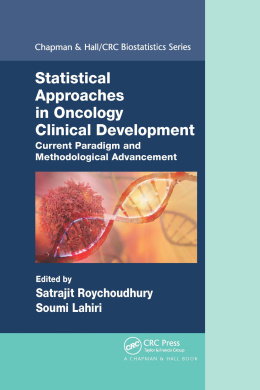 Chapman & Hall/CRC Biostatistics Series
Statistical
Approaches
in Oncology
Clinical Development
Current Paradigm and
Methodological Advancement
Edited by
Satrajit Roychoudhury
Soumi Lahiri
CRC
CRC Press
Taylor & Francis Group
A CHAPMAN & HALL BOOK